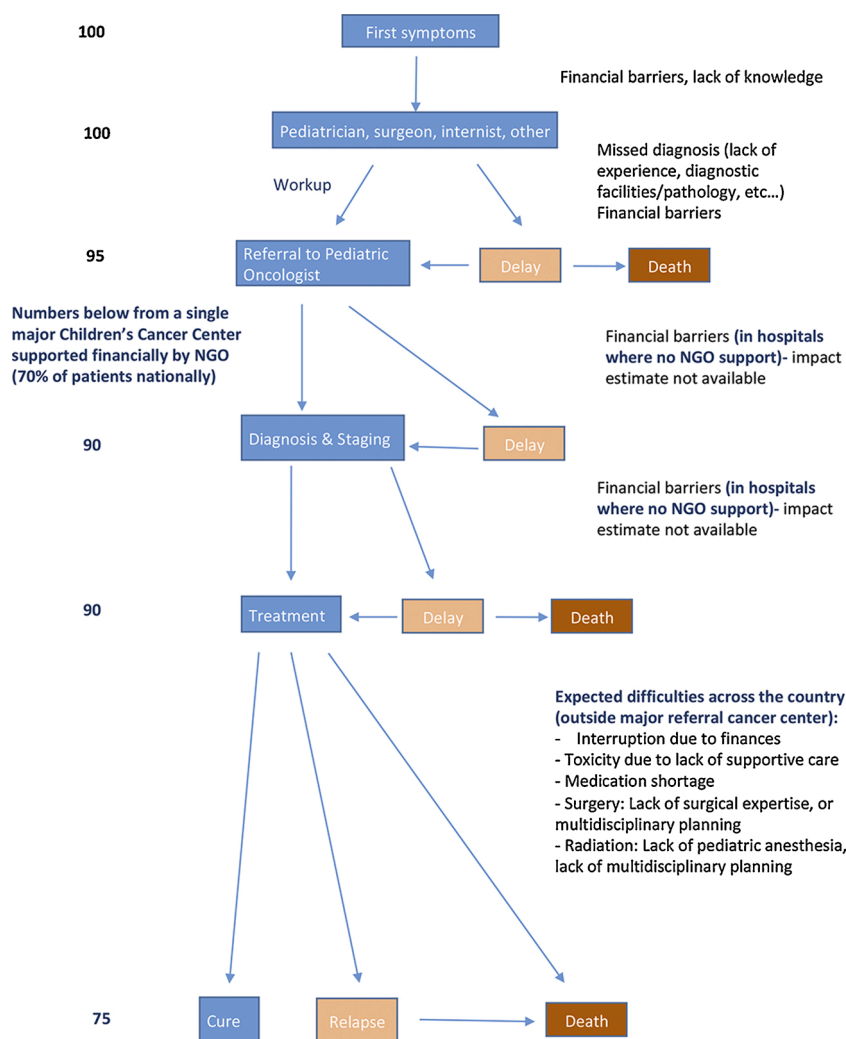 100
First symptoms
Financial barriers, lack of knowledge
100
Pediatrician, surgeon, internist, other
Workup
Missed diagnosis (lack of
experience, diagnostic
facilities/pathology, etc...)
Financial barriers
95
Referral to Pediatric
Oncologist
Delay
Death
Numbers below from a single
major Children's Cancer Center
supported financially by NGO
(70% of patients nationally)
Financial barriers (in hospitals
where no NGO support)- impact
estimate not available
90
Diagnosis & Staging
Delay
Financial barriers (in hospitals
where no NGO support)- impact
estimate not available
90
Treatment
Delay
Death
Expected difficulties across the country
(outside major referral cancer center):
- Interruption due to finances
- Toxicity due to lack of supportive care
- Medication shortage
- Surgery: Lack of surgical expertise, or
multidisciplinary planning
- Radiation: Lack of pediatric anesthesia,
lack of multidisciplinary planning
75
Cure
Relapse
Death